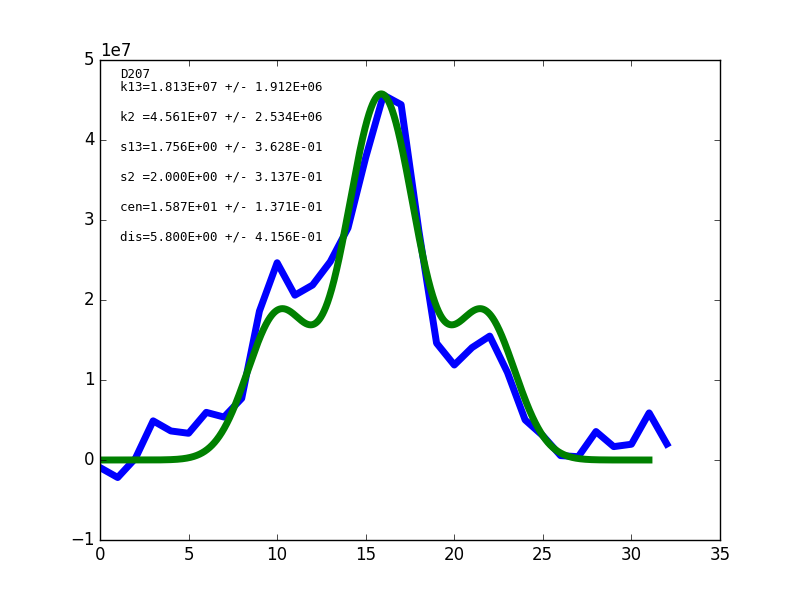 1e7
D207
k13=1.813E+07 +/- 1.912E+06
k2 =4.561E+07 +/- 2.534E+06
s13=1.756E+00 +/- 3.628E-01
s2 =2.000E+00 +/- 3.137E-01
cen=1.587E+01 +/- 1.371E-01
dis=5.800E+00 +/- 4.156E-01
5
4
3
2
1
0
−1
0 5 10 15 20 25 30 35